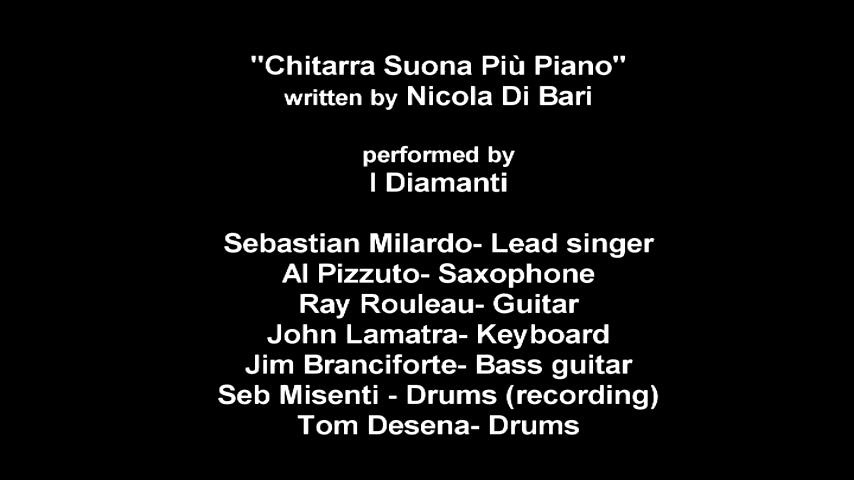 "Chitarra Suona Più Piano"
written by Nicola Di Bari
performed by
I Diamanti
Sebastian Milardo- Lead singer
Al Pizzuto- Saxophone
Ray Rouleau- Guitar
John Lamatra- Keyboard
Jim Branciforte- Bass guitar
Seb Misenti - Drums (recording)
Tom Desena- Drums